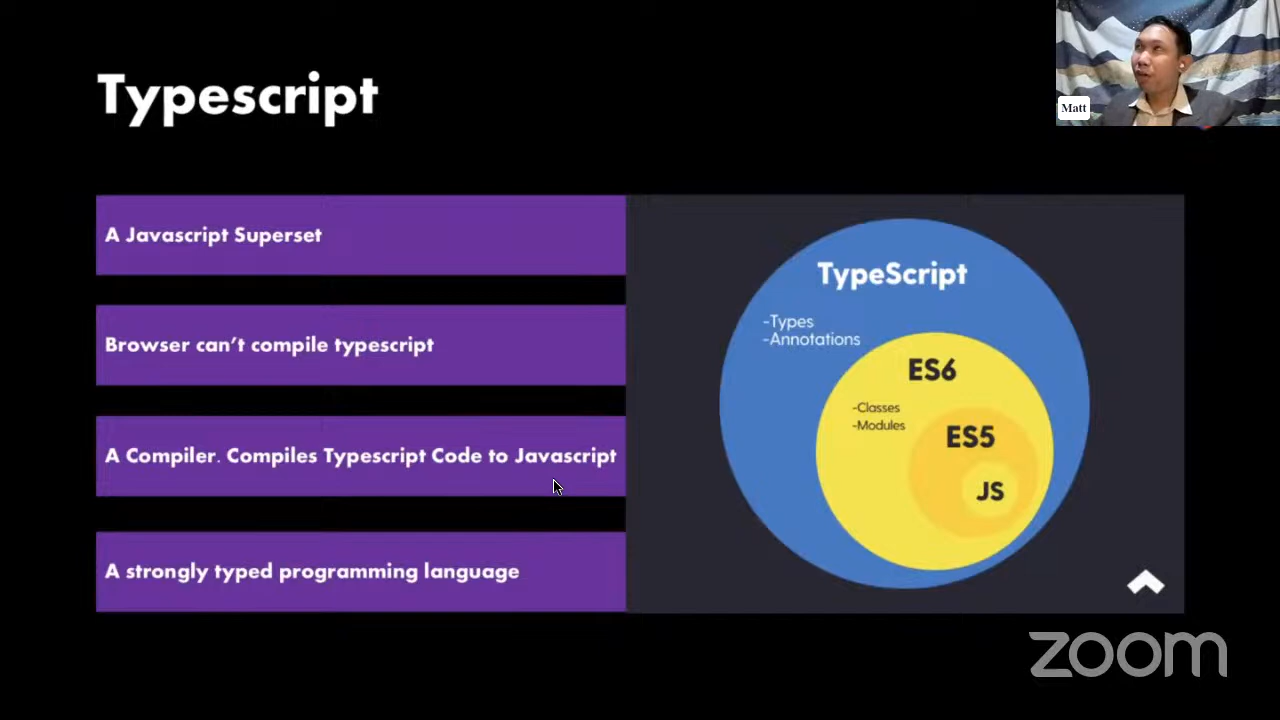 Typescript
Matt
A Javascript Superset
Browser can't compile typescript
A Compiler. Compiles Typescript Code to Javascript
A strongly typed programming language
TypeScript
-Types
-Annotations
ES6
-Classes
-Modules
ES5
JS
zoom